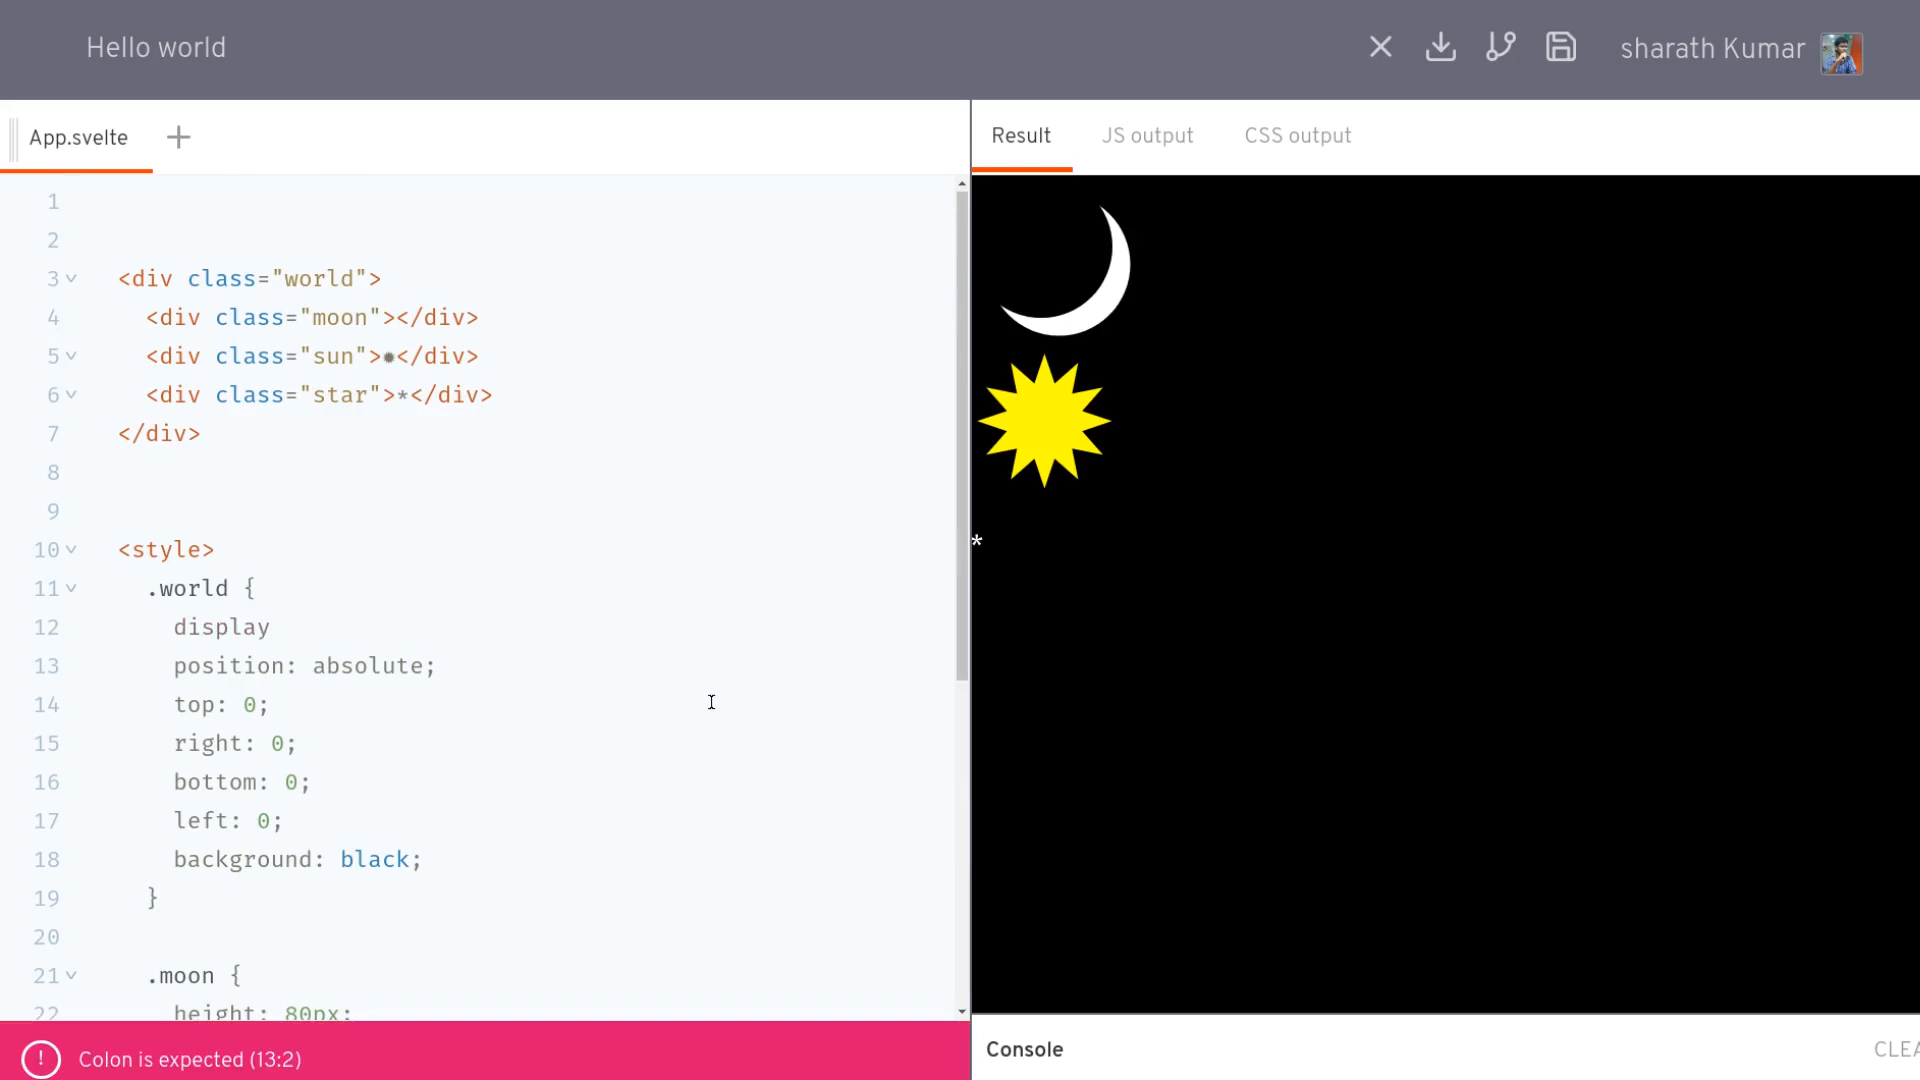 Hello world
sharath Kumar
App.svelte
Result JS output CSS output
1
2
3 <div class="world">
4 <div class="moon"></div>
5 <div class="sun">✹</div>
6 <div class="star">*</div>
7 </div>
8
9
10 <style>
11 .world {
12 display
13 position: absolute;
14 top: 0;
15 right: 0;
16 bottom: 0;
17 left: 0;
18 background: black;
19 }
20
21 .moon {
22 height: 80px;
*
Colon is expected (13:2)
Console
CLEA